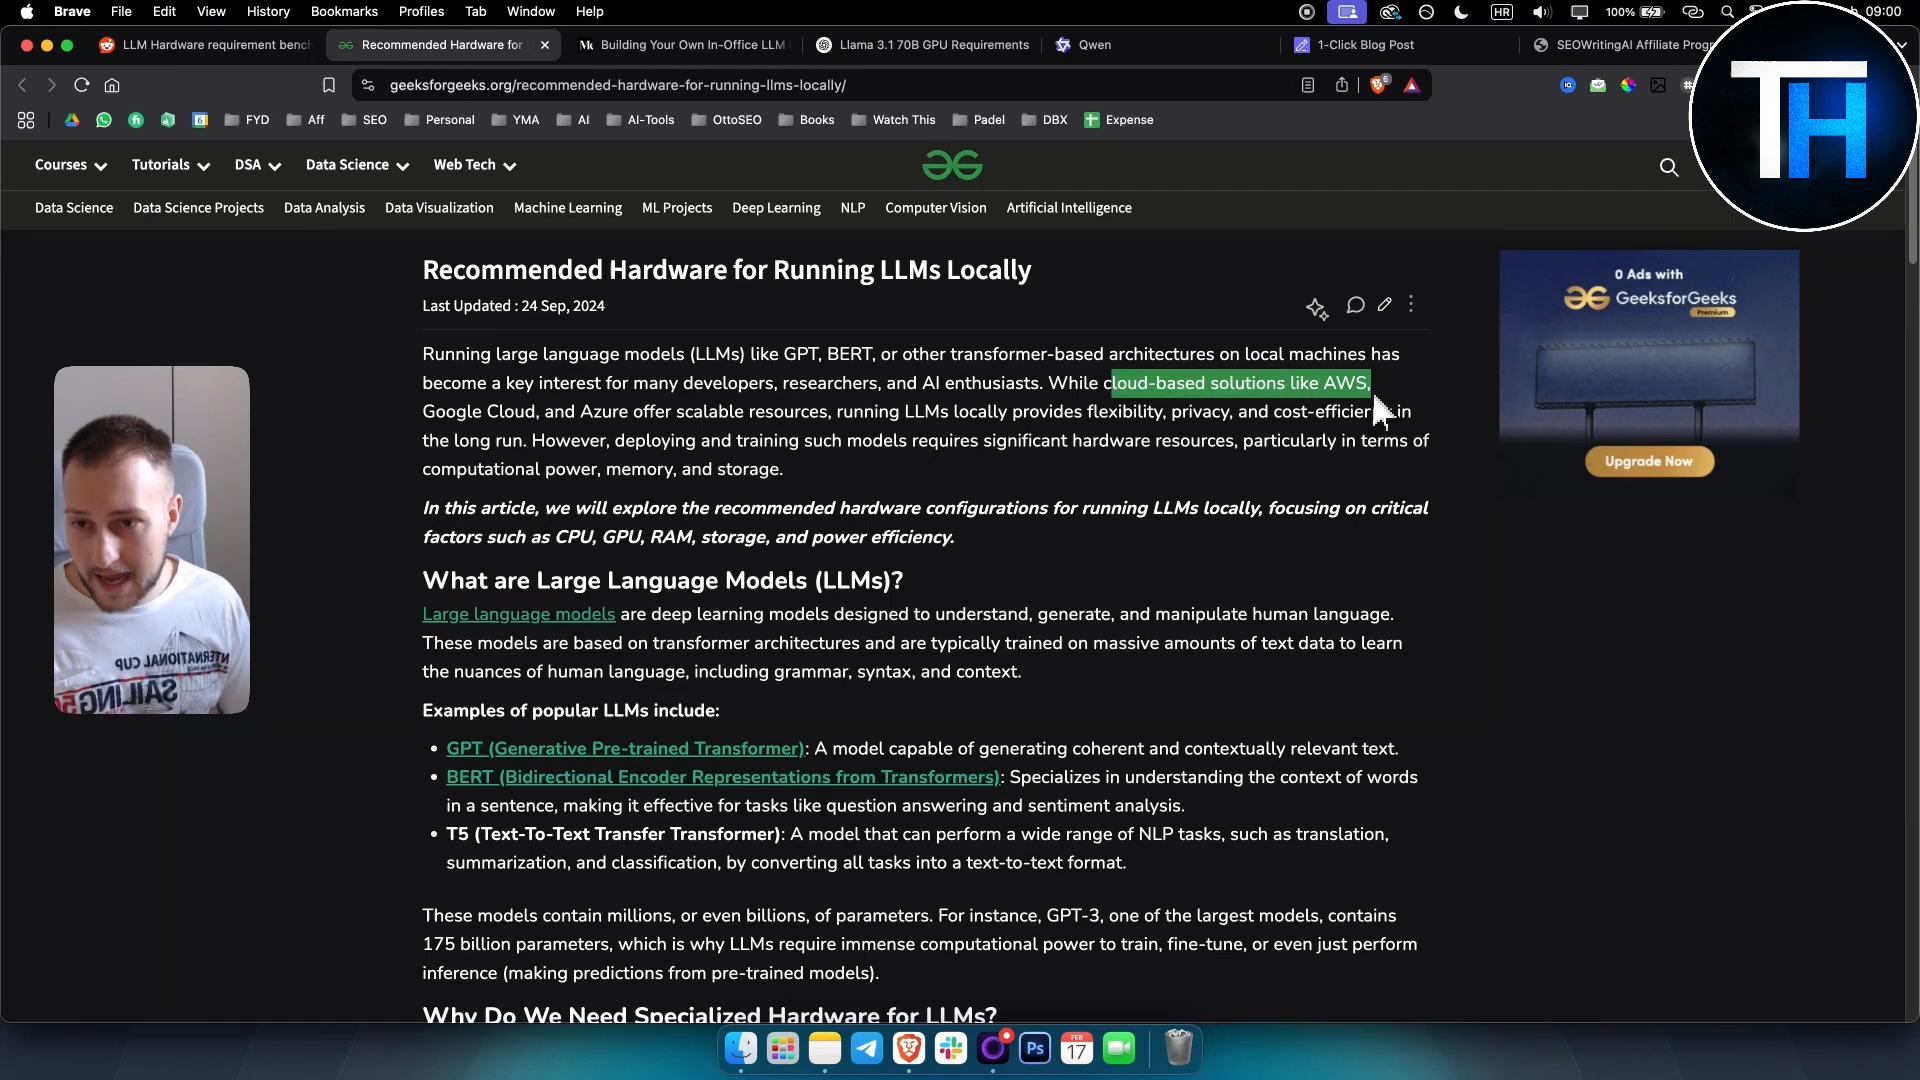 Brave File Edit View History Bookmarks Profiles Tab Window Help HR 100% 09:00
LLM Hardware requirement benc Recommended Hardware for Building Your Own In-Office LLM Llama 3.1 70B GPU Requirements Qwen 1-Click Blog Post SEOWritingAI Affiliate Progr
geeksforgeeks.org/recommended-hardware-for-running-llms-locally/ 6
FYD Aff SEO Personal YMA AI AI-Tools OttoSEO Books Watch This Padel DBX Expense
TH
Courses Tutorials DSA Data Science Web Tech
Data Science Data Science Projects Data Analysis Data Visualization Machine Learning ML Projects Deep Learning NLP Computer Vision Artificial Intelligence
Recommended Hardware for Running LLMs Locally
Last Updated : 24 Sep, 2024
Running large language models (LLMs) like GPT, BERT, or other transformer-based architectures on local machines has
become a key interest for many developers, researchers, and AI enthusiasts. While cloud-based solutions like AWS,
Google Cloud, and Azure offer scalable resources, running LLMs locally provides flexibility, privacy, and in
the long run. However, deploying and training such models requires significant hardware resources, particularly in terms of
computational power, memory, and storage.
In this article, we will explore the recommended hardware configurations for running LLMs locally, focusing on critical
factors such as CPU, GPU, RAM, storage, and power efficiency.
What are Large Language Models (LLMs)?
Large language models are deep learning models designed to understand, generate, and manipulate human language.
These models are based on transformer architectures and are typically trained on massive amounts of text data to learn
the nuances of human language, including grammar, syntax, and context.
Examples of popular LLMs include:
• GPT (Generative Pre-trained Transformer): A model capable of generating coherent and contextually relevant text.
• BERT (Bidirectional Encoder Representations from Transformers): Specializes in understanding the context of words
in a sentence, making it effective for tasks like question answering and sentiment analysis.
• T5 (Text-To-Text Transfer Transformer): A model that can perform a wide range of NLP tasks, such as translation,
summarization, and classification, by converting all tasks into a text-to-text format.
These models contain millions, or even billions, of parameters. For instance, GPT-3, one of the largest models, contains
175 billion parameters, which is why LLMs require immense computational power to train, fine-tune, or even just perform
inference (making predictions from pre-trained models).
Why Do We Need Specialized Hardware for LLMs?
0 Ads with
GeeksforGeeks
Premium
Upgrade Now
INTERNATIONAL CUP
SAILING
Ps FEB 17